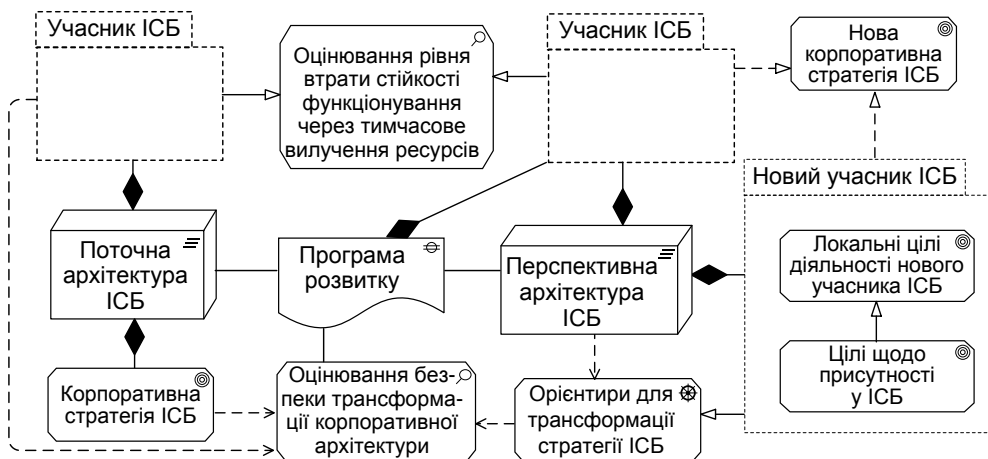 Учасник ІСБ
Оцінювання рівня
втрати стійкості
функціонування
через тимчасове
вилучення ресурсів
Учасник ІСБ
Нова
корпоративна
стратегія ІСБ
Новий учасник ІСБ
Поточна
архітектура
ІСБ
Програма
розвитку
Перспективна
архітектура
ІСБ
Локальні цілі
діяльності нового
учасника ІСБ
Цілі щодо
присутності
у ІСБ
Корпоративна
стратегія ІСБ
Оцінювання без-
пеки трансформа-
ції корпоративної
архітектури
Орієнтири для
трансформації
стратегії ІСБ